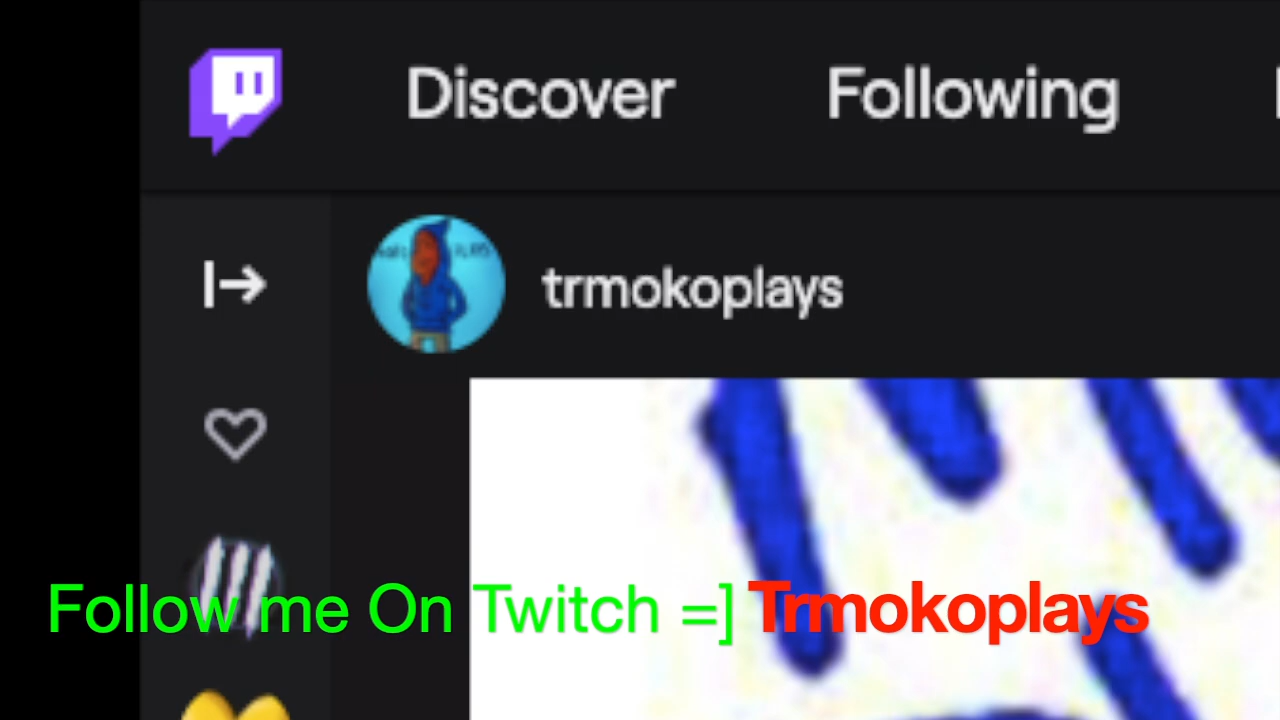 Discover Following
trmokoplays
Follow me On Twitch =] Trmokoplays